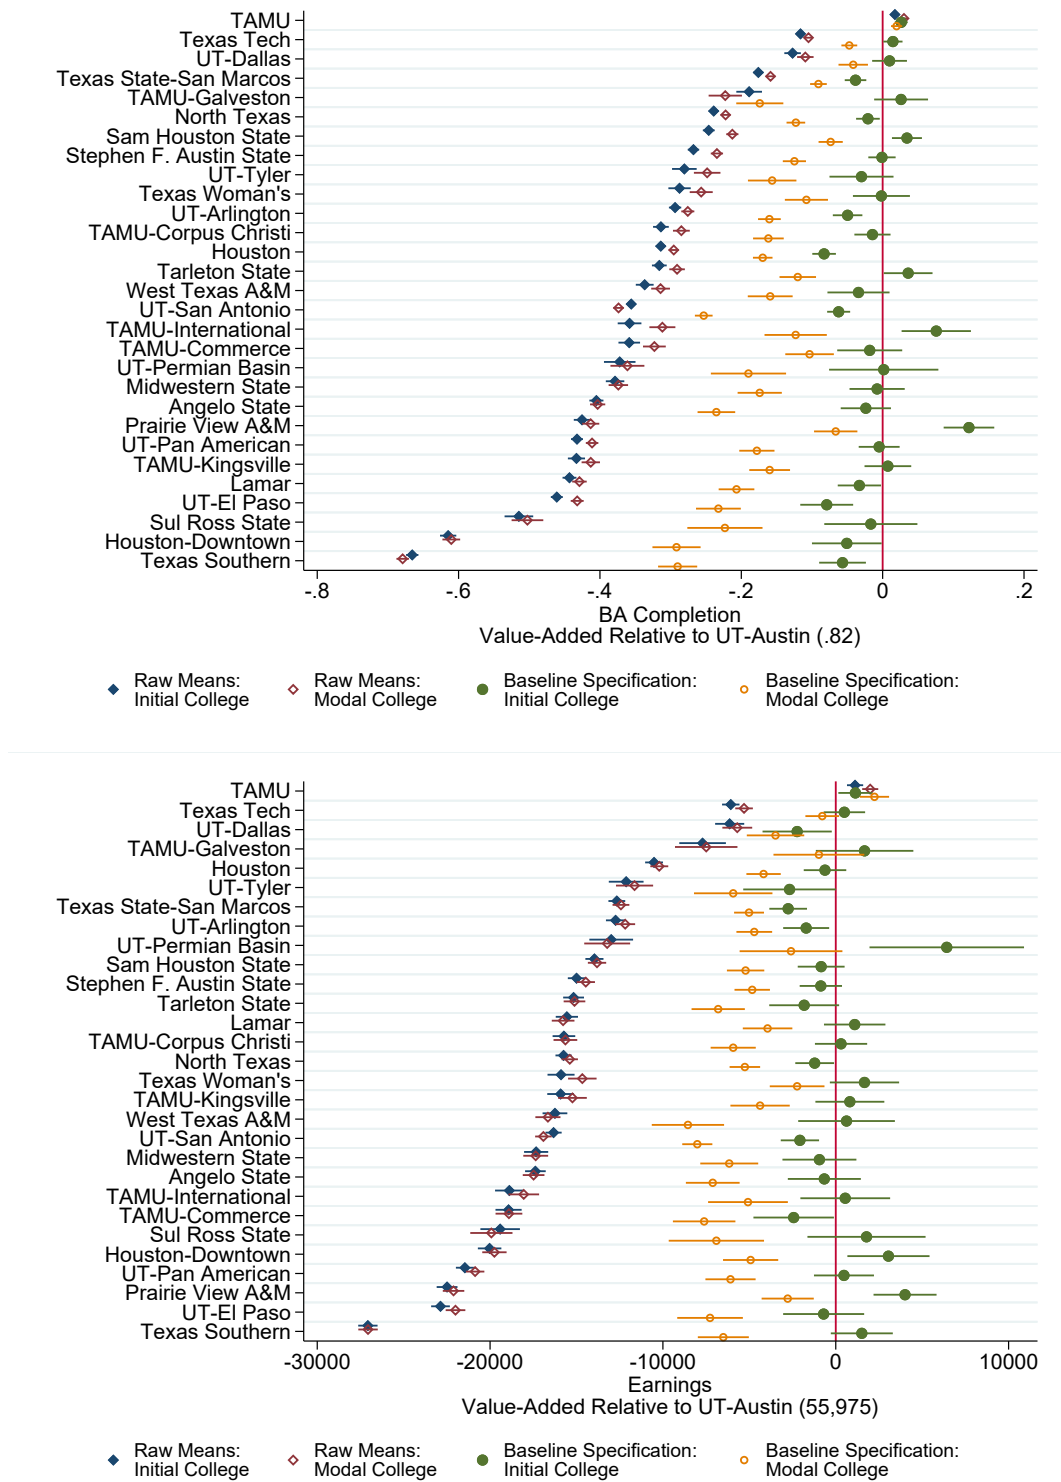 TAMU
Texas Tech
UT-Dallas
Texas State-San Marcos
TAMU-Galveston
North Texas
Sam Houston State
Stephen F. Austin State
UT-Tyler
Texas Woman's
UT-Arlington
TAMU-Corpus Christi
Houston
Tarleton State
West Texas A&M
UT-San Antonio
TAMU-International
TAMU-Commerce
UT-Permian Basin
Midwestern State
Angelo State
Prairie View A&M
UT-Pan American
TAMU-Kingsville
Lamar
UT-El Paso
Sul Ross State
Houston-Downtown
Texas Southern
-.8 -.6 -.4 -.2 0 .2
BA Completion
Value-Added Relative to UT-Austin (.82)
Raw Means: Raw Means: Baseline Specification: Baseline Specification:
Initial College Modal College Initial College Modal College
TAMU
Texas Tech
UT-Dallas
TAMU-Galveston
Houston
UT-Tyler
Texas State-San Marcos
UT-Arlington
UT-Permian Basin
Sam Houston State
Stephen F. Austin State
Tarleton State
Lamar
TAMU-Corpus Christi
North Texas
Texas Woman's
TAMU-Kingsville
West Texas A&M
UT-San Antonio
Midwestern State
Angelo State
TAMU-International
TAMU-Commerce
Sul Ross State
Houston-Downtown
UT-Pan American
Prairie View A&M
UT-El Paso
Texas Southern
-30000 -20000 -10000 0 10000
Earnings
Value-Added Relative to UT-Austin (55,975)
Raw Means: Raw Means: Baseline Specification: Baseline Specification:
Initial College Modal College Initial College Modal College